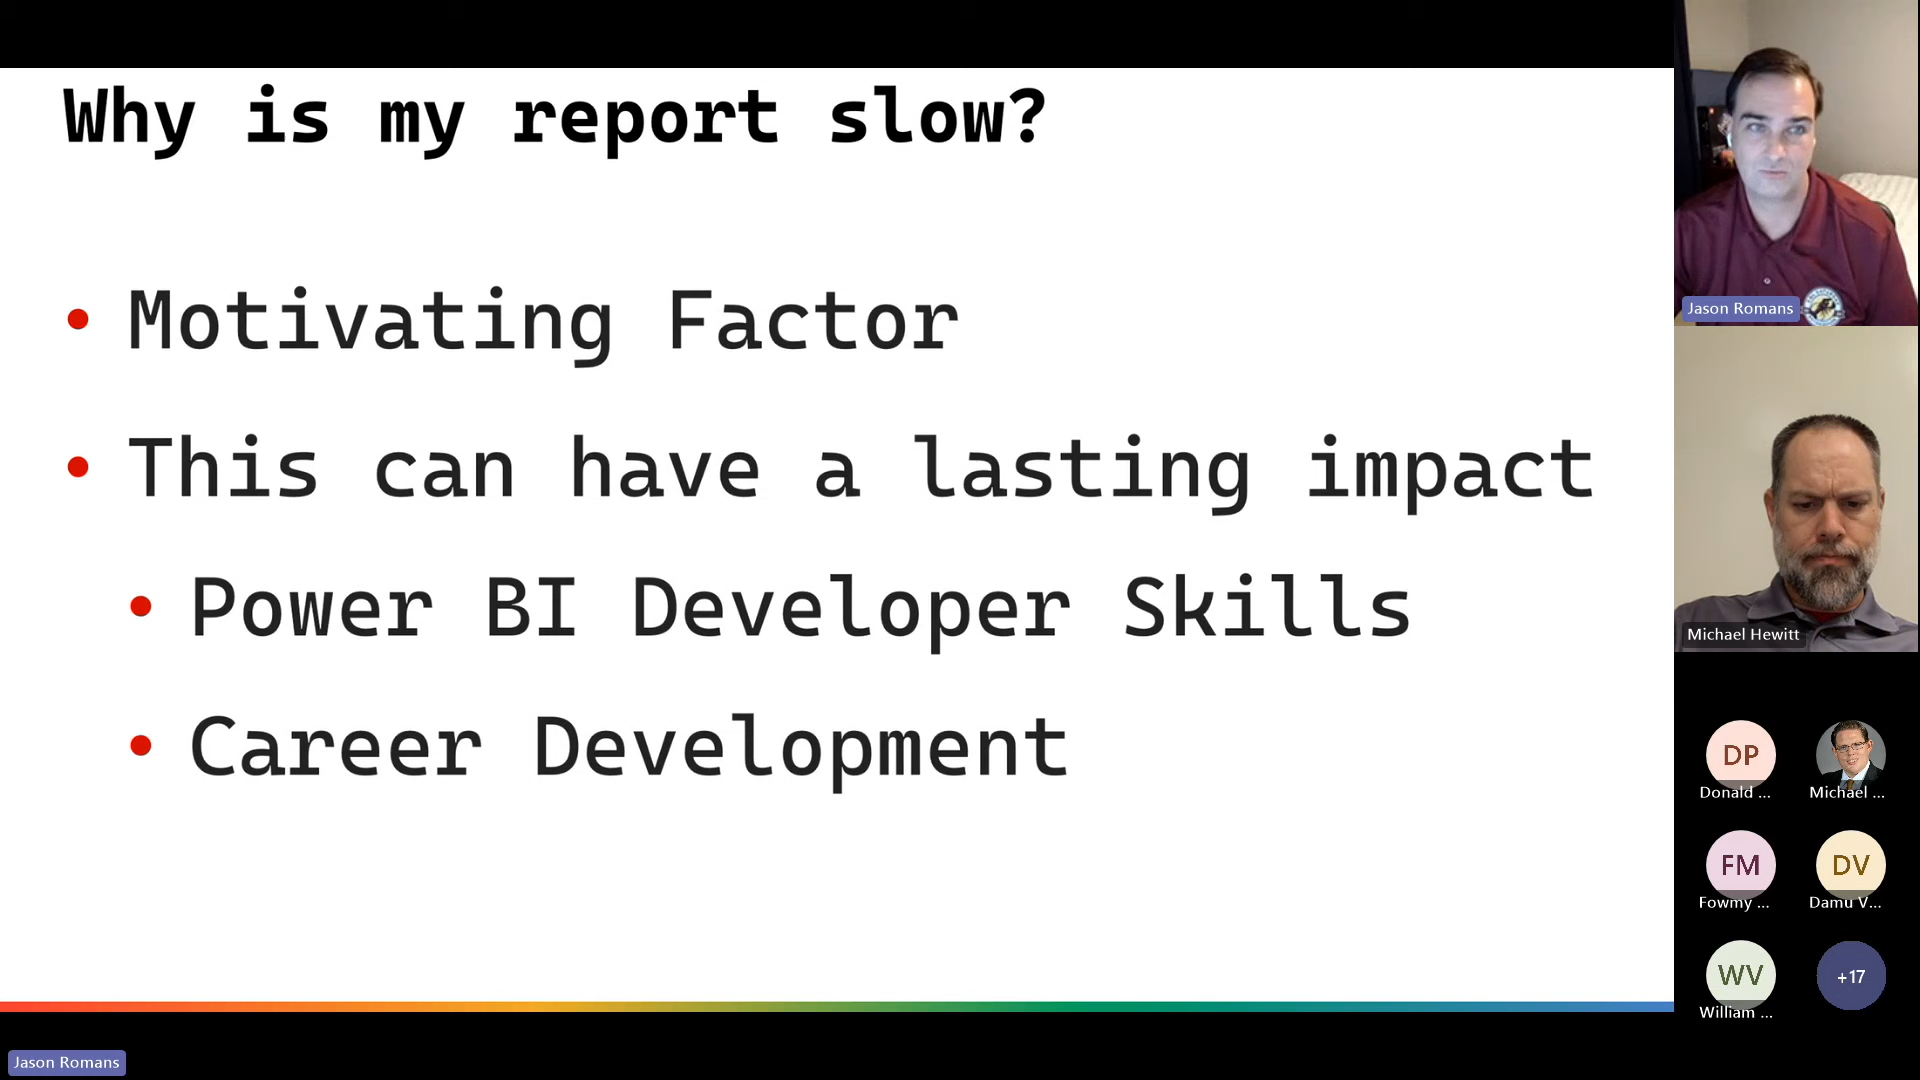 Why is my report slow?
• Motivating Factor
• This can have a lasting impact
• Power BI Developer Skills
• Career Development
Jason Romans
Michael Hewitt
DP
Donald ...
Michael ...
FM
Fowmy ...
DV
Damu V...
WV
William ...
+17
Jason Romans